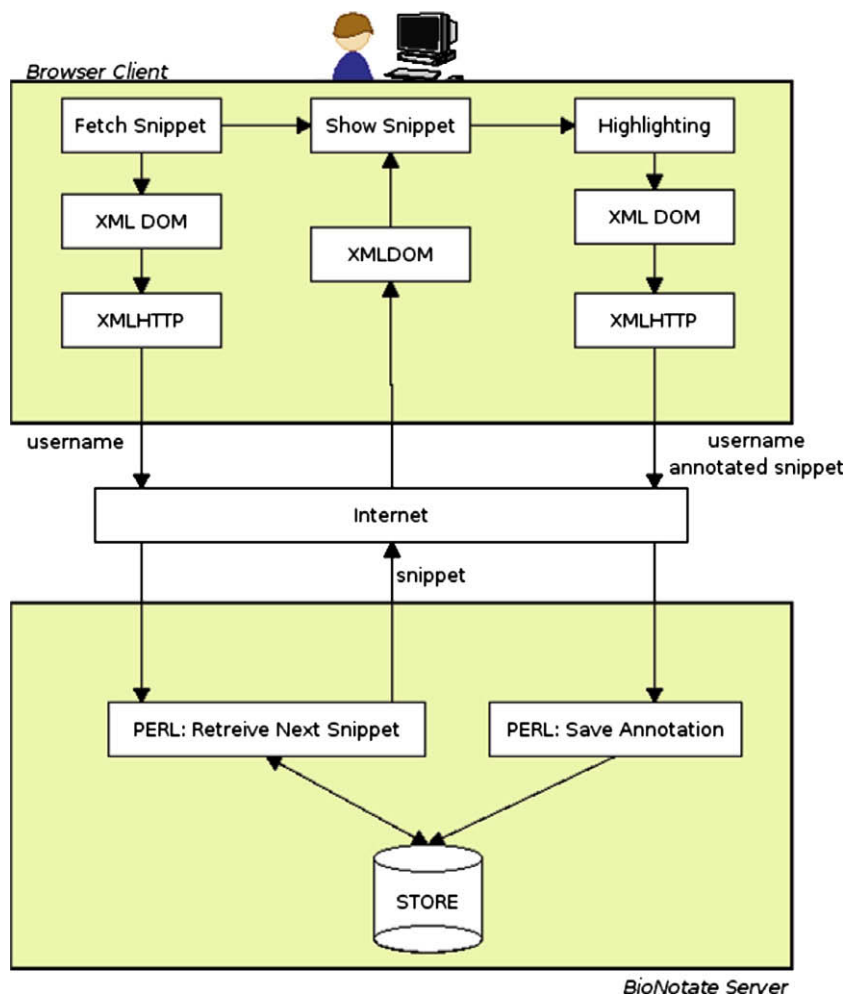 Browser Client
Fetch Snippet
Show Snippet
Highlighting
XML DOM
XMLDOM
XML DOM
XMLHTTP
XMLHTTP
username
username
annotated snippet
Internet
snippet
PERL: Retreive Next Snippet
PERL: Save Annotation
STORE
BioNotate Server